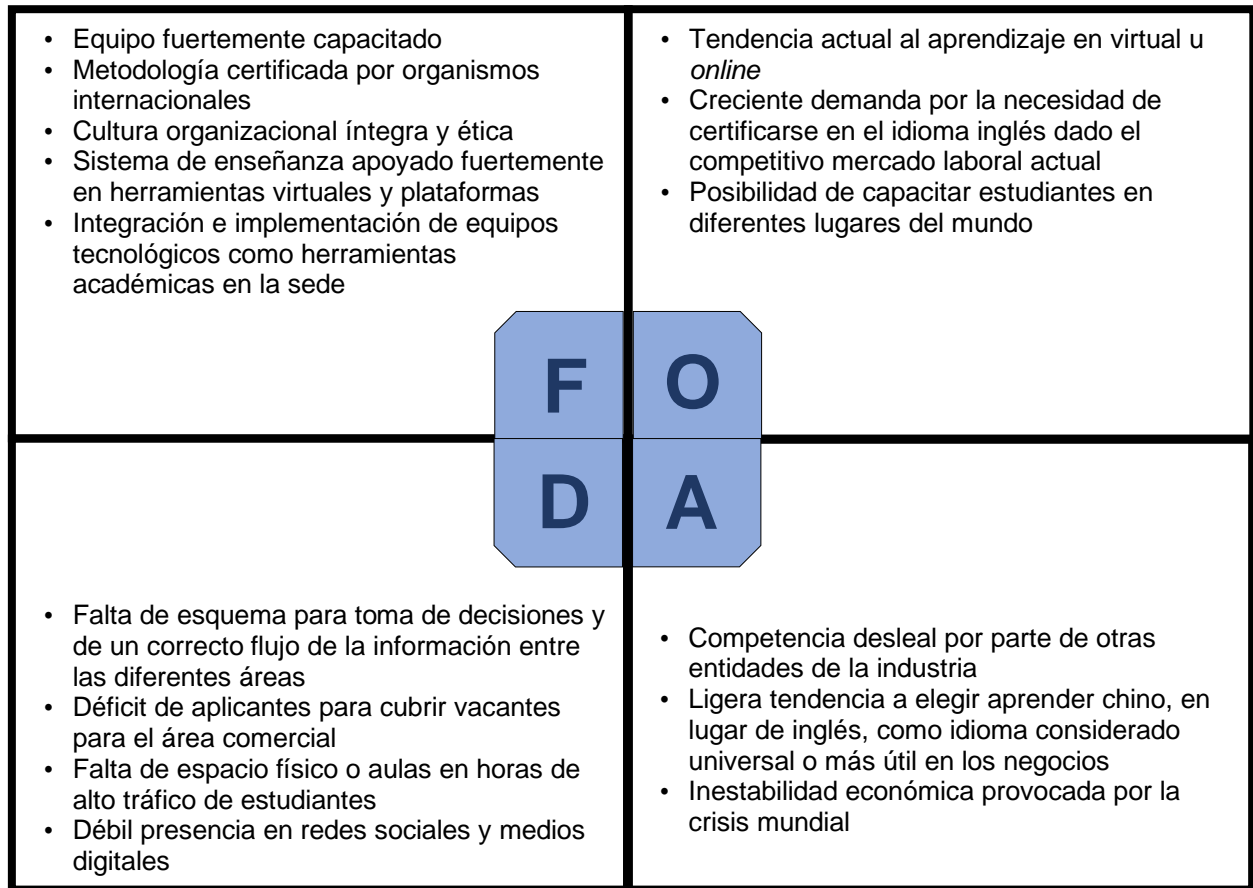 • Equipo fuertemente capacitado
• Metodología certificada por organismos
internacionales
• Cultura organizacional íntegra y ética
• Sistema de enseñanza apoyado fuertemente
en herramientas virtuales y plataformas
• Integración e implementación de equipos
tecnológicos como herramientas
académicas en la sede
• Tendencia actual al aprendizaje en virtual u
online
• Creciente demanda por la necesidad de
certificarse en el idioma inglés dado el
competitivo mercado laboral actual
• Posibilidad de capacitar estudiantes en
diferentes lugares del mundo
F O
D A
• Falta de esquema para toma de decisiones y
de un correcto flujo de la información entre
las diferentes áreas
• Déficit de aplicantes para cubrir vacantes
para el área comercial
• Falta de espacio físico o aulas en horas de
alto tráfico de estudiantes
• Débil presencia en redes sociales y medios
digitales
• Competencia desleal por parte de otras
entidades de la industria
• Ligera tendencia a elegir aprender chino, en
lugar de inglés, como idioma considerado
universal o más útil en los negocios
• Inestabilidad económica provocada por la
crisis mundial